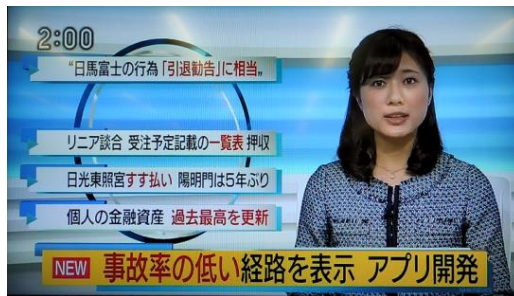 2:00
"日馬富士の行為「引退勧告」に相当"
リニア談合 受注予定記載の一覧表 押収
日光東照宮すす払い 陽明門は5年ぶり
個人の金融資産 過去最高を更新
NEW 事故率の低い経路を表示 アプリ開発